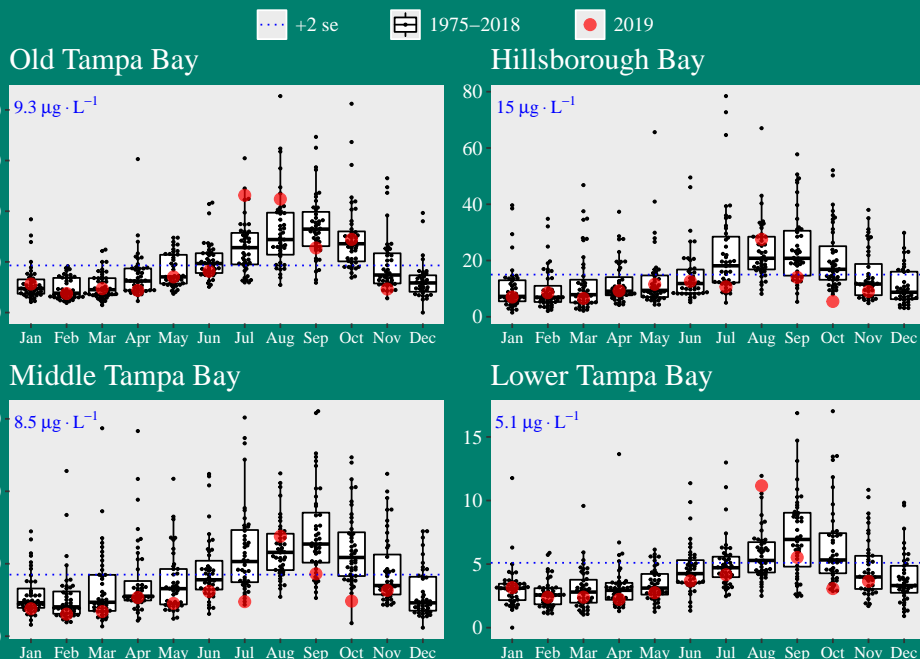 +2 se 1975–2018 2019
Old Tampa Bay Hillsborough Bay
9.3 μg · L⁻¹
Jan Feb Mar Apr May Jun Jul Aug Sep Oct Nov Dec
15 μg · L⁻¹
80
60
40
20
0
Jan Feb Mar Apr May Jun Jul Aug Sep Oct Nov Dec
Middle Tampa Bay Lower Tampa Bay
8.5 μg · L⁻¹
Jan Feb Mar Apr May Jun Jul Aug Sep Oct Nov Dec
5.1 μg · L⁻¹
15
10
5
0
Jan Feb Mar Apr May Jun Jul Aug Sep Oct Nov Dec